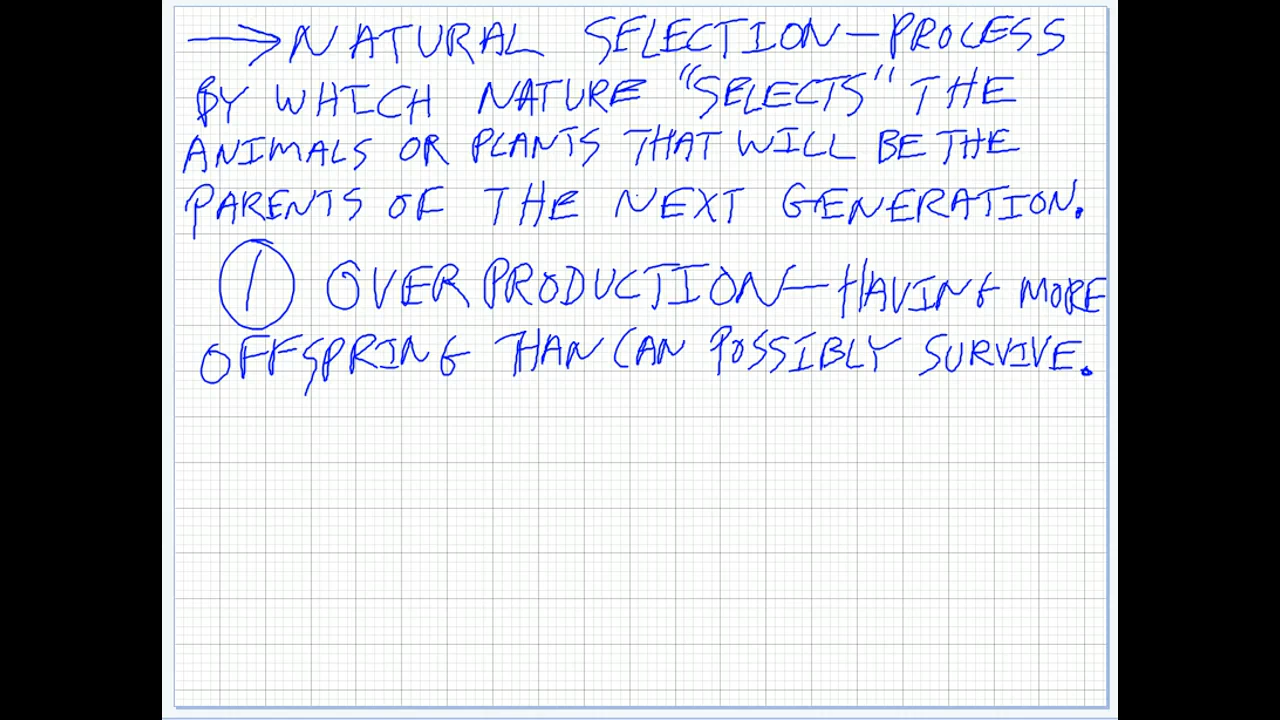 → NATURAL SELECTION – PROCESS
BY WHICH NATURE "SELECTS" THE
ANIMALS OR PLANTS THAT WILL BE THE
PARENTS OF THE NEXT GENERATION.
① OVERPRODUCTION – HAVING MORE
OFFSPRING THAN CAN POSSIBLY SURVIVE.